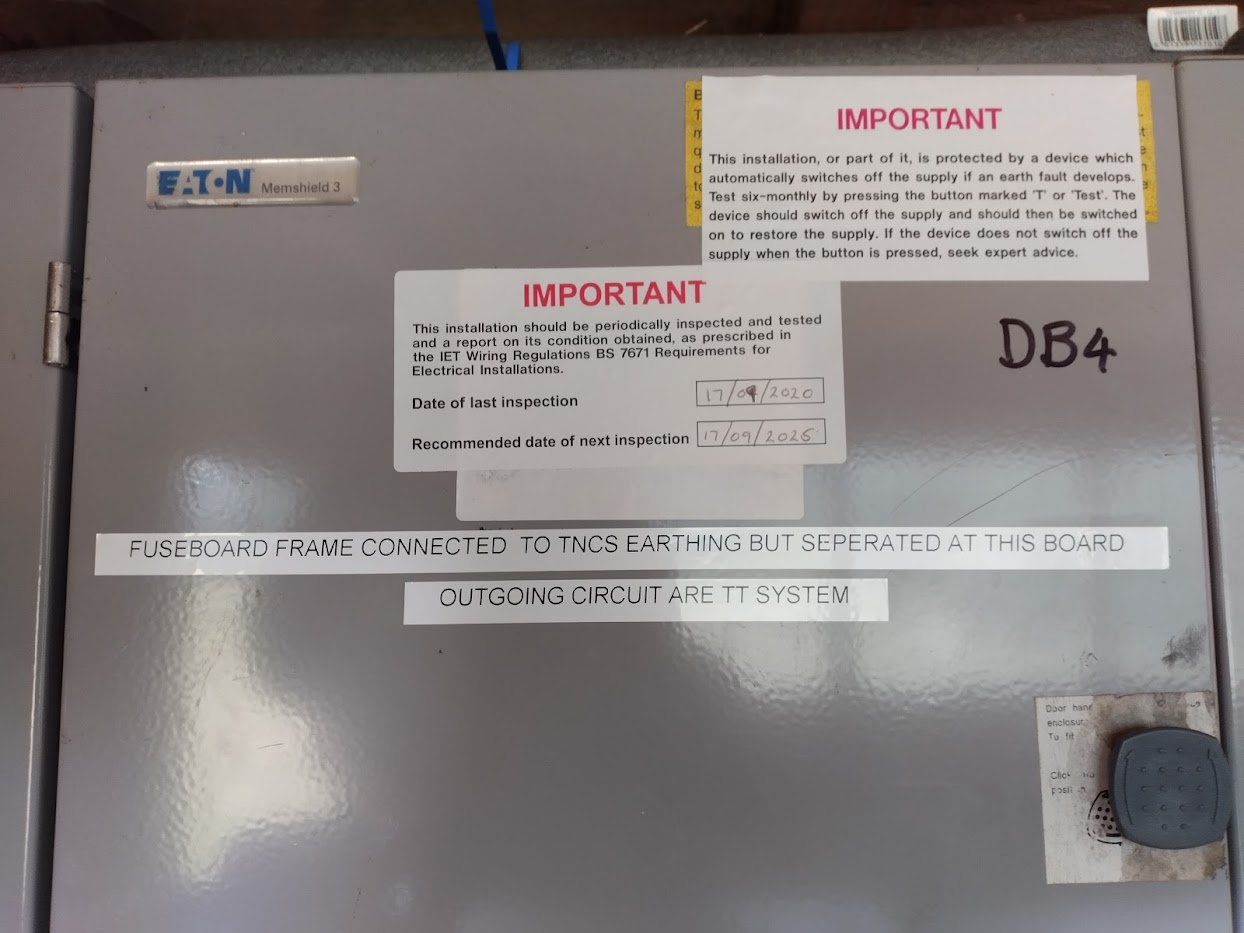 EATON Memshield 3
IMPORTANT
This installation, or part of it, is protected by a device which
automatically switches off the supply if an earth fault develops.
Test six-monthly by pressing the button marked 'T' or 'Test'. The
device should switch off the supply and should then be switched
on to restore the supply. If the device does not switch off the
supply when the button is pressed, seek expert advice.
IMPORTANT
This installation should be periodically inspected and tested
and a report on its condition obtained, as prescribed in
the IET Wiring Regulations BS 7671 Requirements for
Electrical Installations.
Date of last inspection 17/09/2020
Recommended date of next inspection 17/09/2025
DB4
FUSEBOARD FRAME CONNECTED TO TNCS EARTHING BUT SEPERATED AT THIS BOARD
OUTGOING CIRCUIT ARE TT SYSTEM
Door
To fit